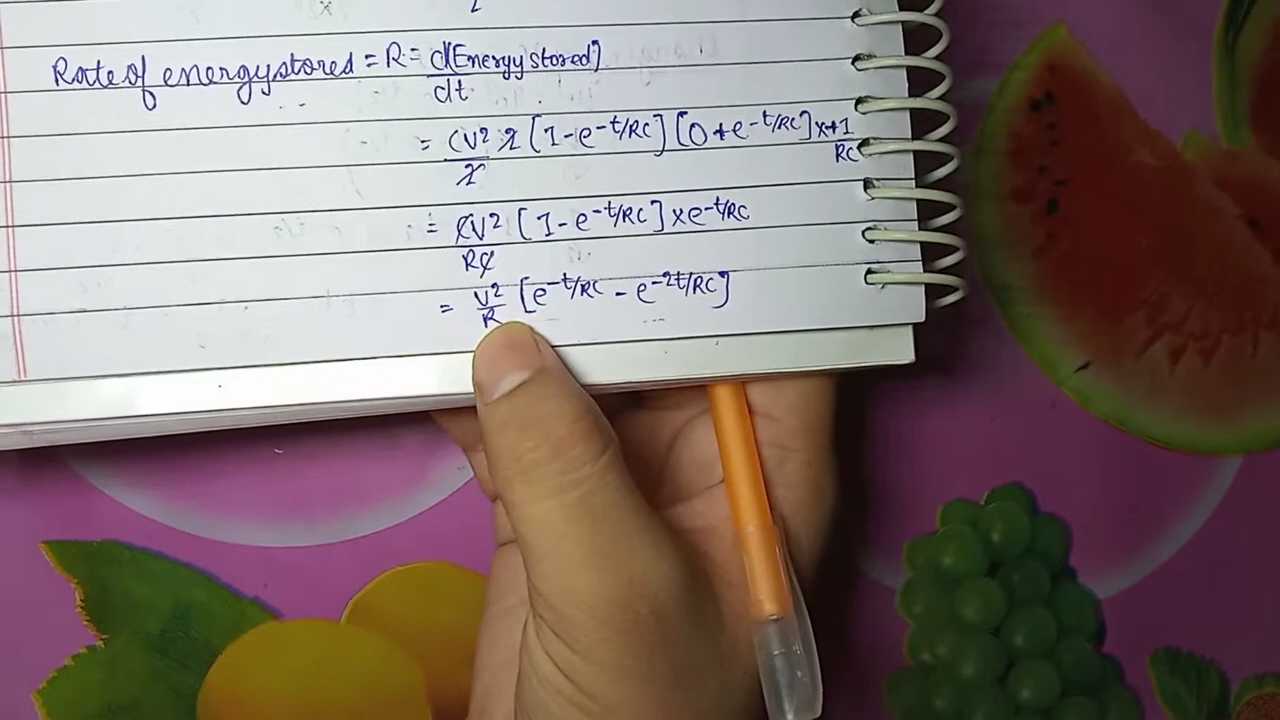 x 2
Rate of energy stored = R = d(Energy stored)
dt
= CV² 2 [1 - e^-t/RC] [0 + e^-t/RC] x + 1
2 RC
= CV² [1 - e^-t/RC] x e^-t/RC
RC
= V² [e^-t/RC - e^-2t/RC]
R